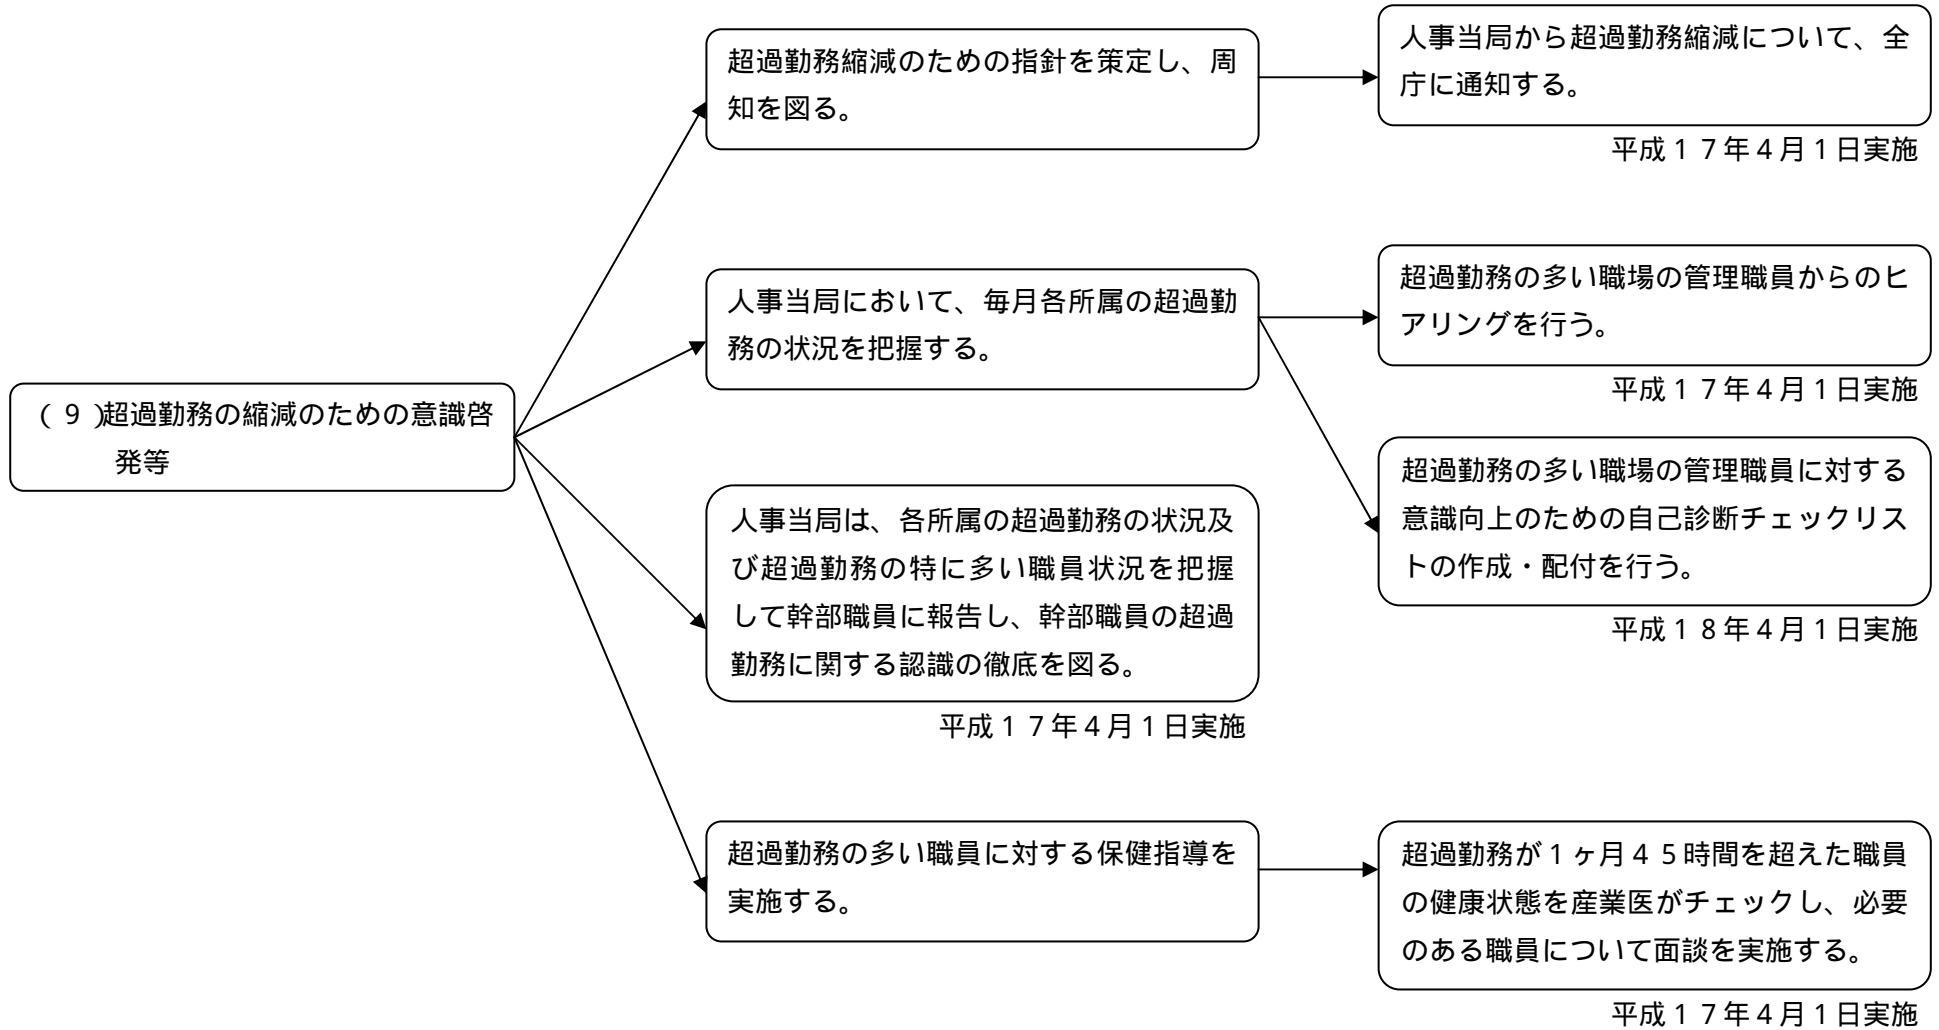 (９)超過勤務の縮減のための意識啓
発等
超過勤務縮減のための指針を策定し、周
知を図る。
人事当局から超過勤務縮減について、全
庁に通知する。
平成１７年４月１日実施
人事当局において、毎月各所属の超過勤
務の状況を把握する。
超過勤務の多い職場の管理職員からのヒ
アリングを行う。
平成１７年４月１日実施
超過勤務の多い職場の管理職員に対する
意識向上のための自己診断チェックリス
トの作成・配付を行う。
平成１８年４月１日実施
人事当局は、各所属の超過勤務の状況及
び超過勤務の特に多い職員状況を把握
して幹部職員に報告し、幹部職員の超過
勤務に関する認識の徹底を図る。
平成１７年４月１日実施
超過勤務の多い職員に対する保健指導を
実施する。
超過勤務が１ヶ月４５時間を超えた職員
の健康状態を産業医がチェックし、必要
のある職員について面談を実施する。
平成１７年４月１日実施